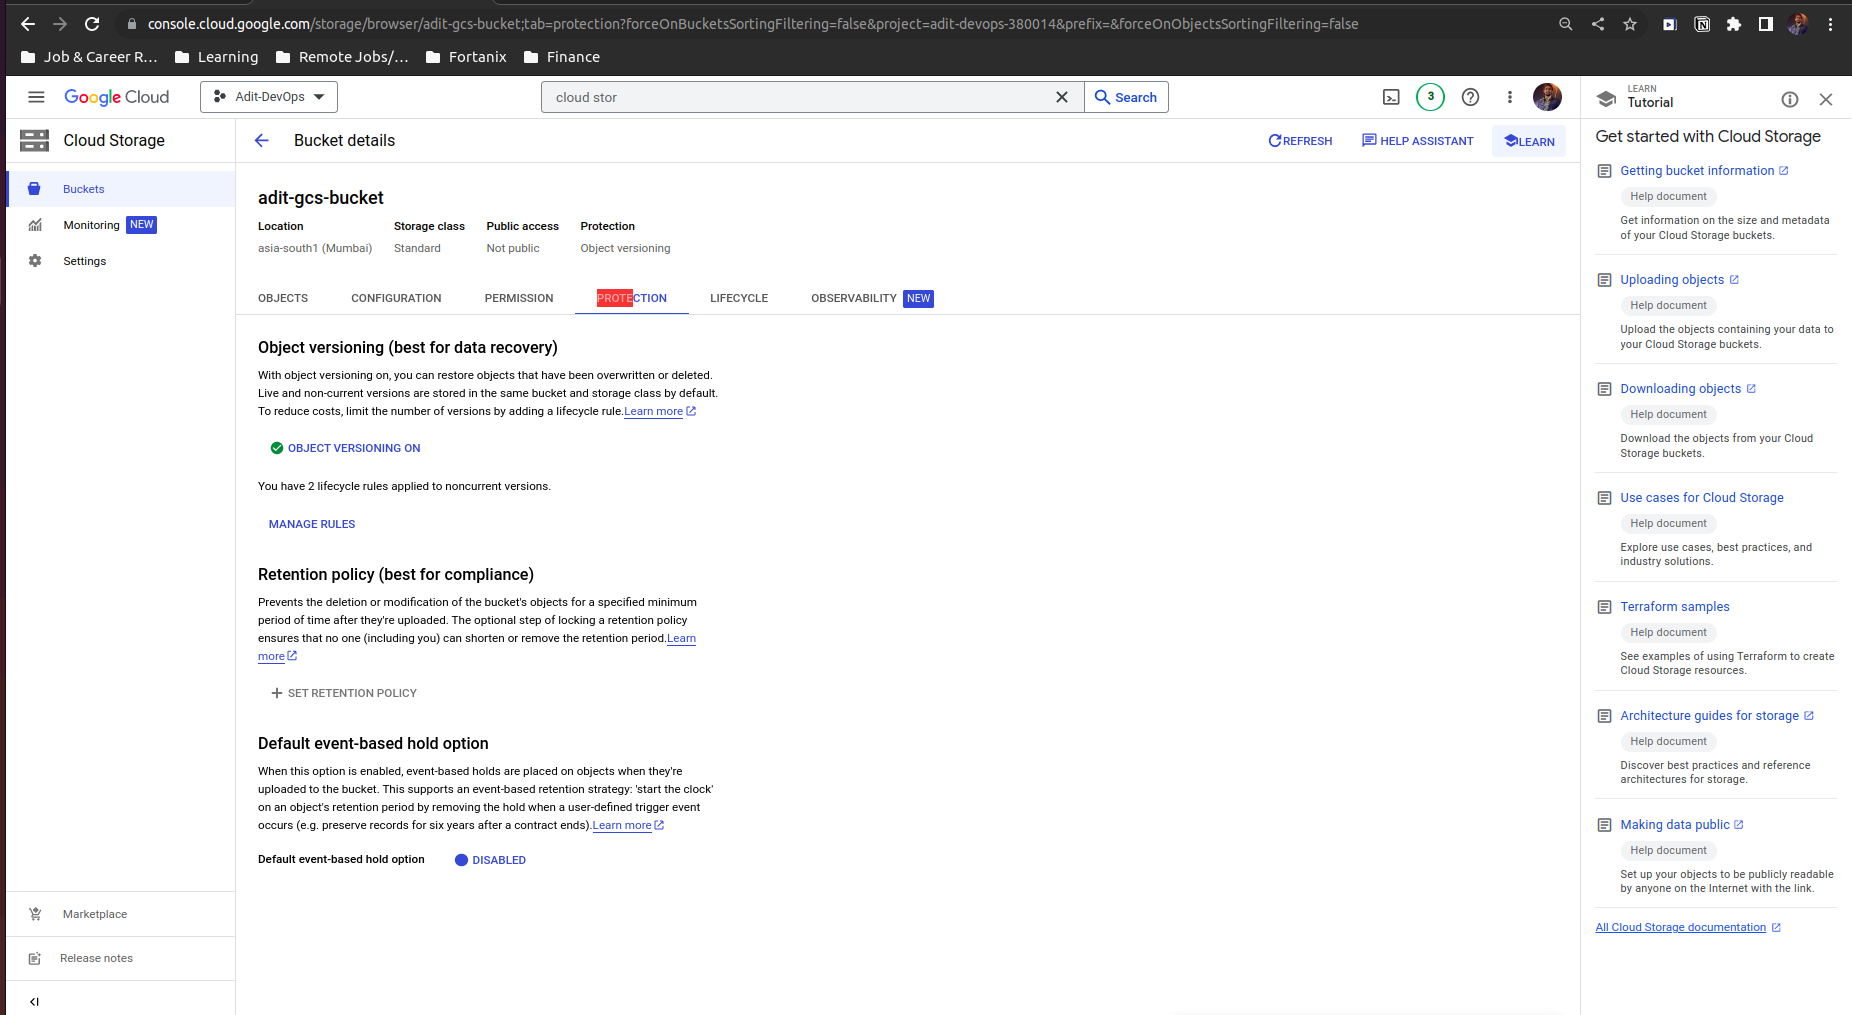 console.cloud.google.com/storage/browser/adit-gcs-bucket;tab=protection?forceOnBucketsSortingFiltering=false&project=adit-devops-380014&prefix=&forceOnObjectsSortingFiltering=false
Job & Career R... Learning Remote Jobs/... Fortanix Finance
Google Cloud Adit-DevOps cloud stor Search 3
Cloud Storage
Buckets
Monitoring NEW
Settings
Marketplace
Release notes
Bucket details REFRESH HELP ASSISTANT LEARN
adit-gcs-bucket
Location Storage class Public access Protection
asia-south1 (Mumbai) Standard Not public Object versioning
OBJECTS CONFIGURATION PERMISSION PROTECTION LIFECYCLE OBSERVABILITY NEW
Object versioning (best for data recovery)
With object versioning on, you can restore objects that have been overwritten or deleted.
Live and non-current versions are stored in the same bucket and storage class by default.
To reduce costs, limit the number of versions by adding a lifecycle rule.Learn more
OBJECT VERSIONING ON
You have 2 lifecycle rules applied to noncurrent versions.
MANAGE RULES
Retention policy (best for compliance)
Prevents the deletion or modification of the bucket's objects for a specified minimum
period of time after they're uploaded. The optional step of locking a retention policy
ensures that no one (including you) can shorten or remove the retention period.Learn
more
SET RETENTION POLICY
Default event-based hold option
When this option is enabled, event-based holds are placed on objects when they're
uploaded to the bucket. This supports an event-based retention strategy: 'start the clock'
on an object's retention period by removing the hold when a user-defined trigger event
occurs (e.g. preserve records for six years after a contract ends).Learn more
Default event-based hold option DISABLED
LEARN
Tutorial
Get started with Cloud Storage
Getting bucket information
Help document
Get information on the size and metadata
of your Cloud Storage buckets.
Uploading objects
Help document
Upload the objects containing your data to
your Cloud Storage buckets.
Downloading objects
Help document
Download the objects from your Cloud
Storage buckets.
Use cases for Cloud Storage
Help document
Explore use cases, best practices, and
industry solutions.
Terraform samples
Help document
See examples of using Terraform to create
Cloud Storage resources.
Architecture guides for storage
Help document
Discover best practices and reference
architectures for storage.
Making data public
Help document
Set up your objects to be publicly readable
by anyone on the Internet with the link.
All Cloud Storage documentation